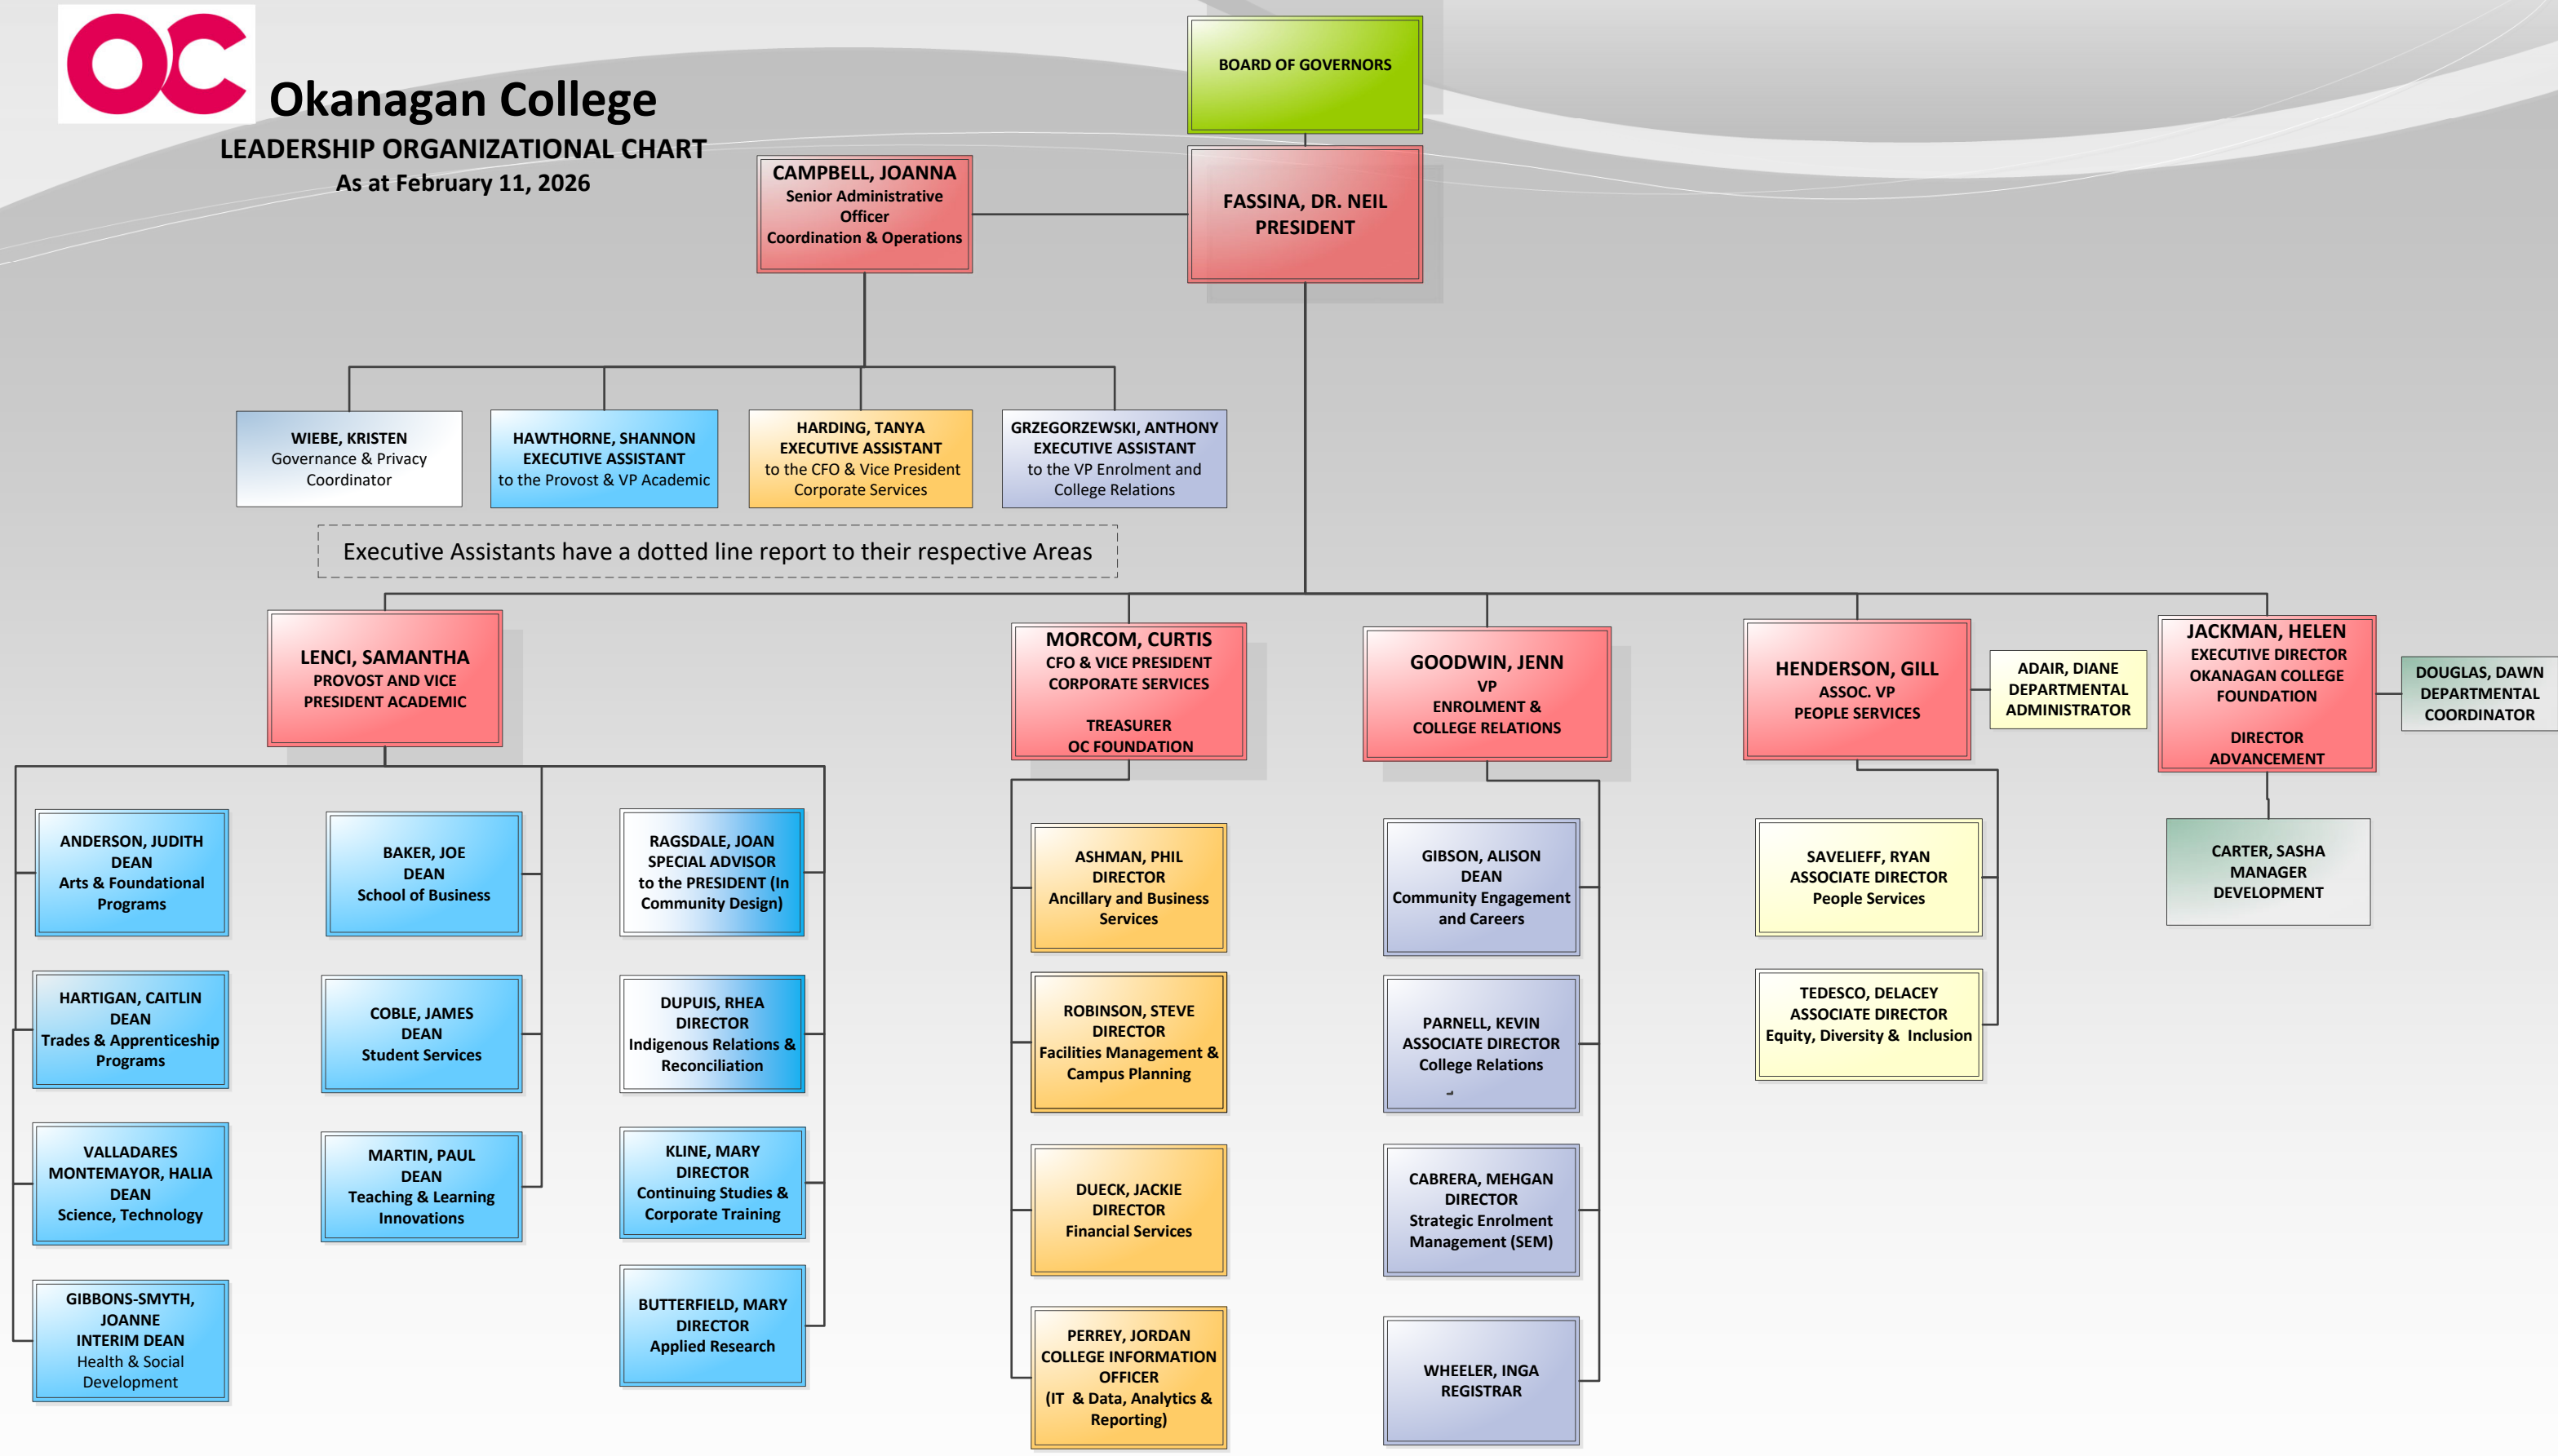 OC
Okanagan College
LEADERSHIP ORGANIZATIONAL CHART
As at February 11, 2026
BOARD OF GOVERNORS
CAMPBELL, JOANNA
Senior Administrative
Officer
Coordination & Operations
FASSINA, DR. NEIL
PRESIDENT
WIEBE, KRISTEN
Governance & Privacy
Coordinator
HAWTHORNE, SHANNON
EXECUTIVE ASSISTANT
to the Provost & VP Academic
HARDING, TANYA
EXECUTIVE ASSISTANT
to the CFO & Vice President
Corporate Services
GRZEGORZEWSKI, ANTHONY
EXECUTIVE ASSISTANT
to the VP Enrolment and
College Relations
Executive Assistants have a dotted line report to their respective Areas
LENCI, SAMANTHA
PROVOST AND VICE
PRESIDENT ACADEMIC
MORCOM, CURTIS
CFO & VICE PRESIDENT
CORPORATE SERVICES
TREASURER
OC FOUNDATION
GOODWIN, JENN
VP
ENROLMENT &
COLLEGE RELATIONS
HENDERSON, GILL
ASSOC. VP
PEOPLE SERVICES
ADAIR, DIANE
DEPARTMENTAL
ADMINISTRATOR
JACKMAN, HELEN
EXECUTIVE DIRECTOR
OKANAGAN COLLEGE
FOUNDATION
DIRECTOR
ADVANCEMENT
DOUGLAS, DAWN
DEPARTMENTAL
COORDINATOR
ANDERSON, JUDITH
DEAN
Arts & Foundational
Programs
HARTIGAN, CAITLIN
DEAN
Trades & Apprenticeship
Programs
VALLADARES
MONTEMAYOR, HALIA
DEAN
Science, Technology
GIBBONS-SMYTH,
JOANNE
INTERIM DEAN
Health & Social
Development
BAKER, JOE
DEAN
School of Business
COBLE, JAMES
DEAN
Student Services
MARTIN, PAUL
DEAN
Teaching & Learning
Innovations
RAGSDALE, JOAN
SPECIAL ADVISOR
to the PRESIDENT (In
Community Design)
DUPUIS, RHEA
DIRECTOR
Indigenous Relations &
Reconciliation
KLINE, MARY
DIRECTOR
Continuing Studies &
Corporate Training
BUTTERFIELD, MARY
DIRECTOR
Applied Research
ASHMAN, PHIL
DIRECTOR
Ancillary and Business
Services
ROBINSON, STEVE
DIRECTOR
Facilities Management &
Campus Planning
DUECK, JACKIE
DIRECTOR
Financial Services
PERREY, JORDAN
COLLEGE INFORMATION
OFFICER
(IT & Data, Analytics &
Reporting)
GIBSON, ALISON
DEAN
Community Engagement
and Careers
PARNELL, KEVIN
ASSOCIATE DIRECTOR
College Relations
CABRERA, MEHGAN
DIRECTOR
Strategic Enrolment
Management (SEM)
WHEELER, INGA
REGISTRAR
SAVELIEFF, RYAN
ASSOCIATE DIRECTOR
People Services
TEDESCO, DELACEY
ASSOCIATE DIRECTOR
Equity, Diversity & Inclusion
CARTER, SASHA
MANAGER
DEVELOPMENT